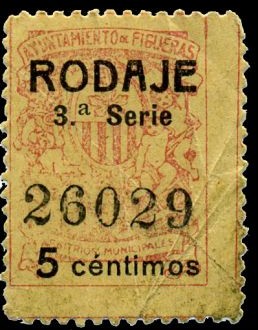 AYUNTAMIENTO DE FIGUERAS
RODAJE
3.ª Serie
26029
ARBITRIOS MUNICIPALES
5 céntimos